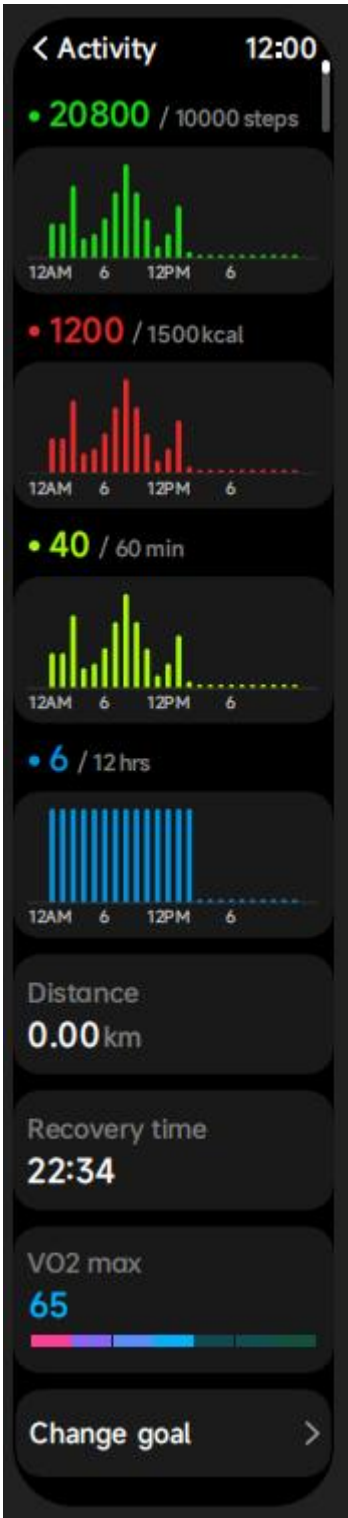 < Activity 12:00
• 20800 / 10000 steps
12AM 6 12PM 6
• 1200 / 1500kcal
12AM 6 12PM 6
• 40 / 60 min
12AM 6 12PM 6
• 6 / 12 hrs
12AM 6 12PM 6
Distance
0.00 km
Recovery time
22:34
VO2 max
65
Change goal >